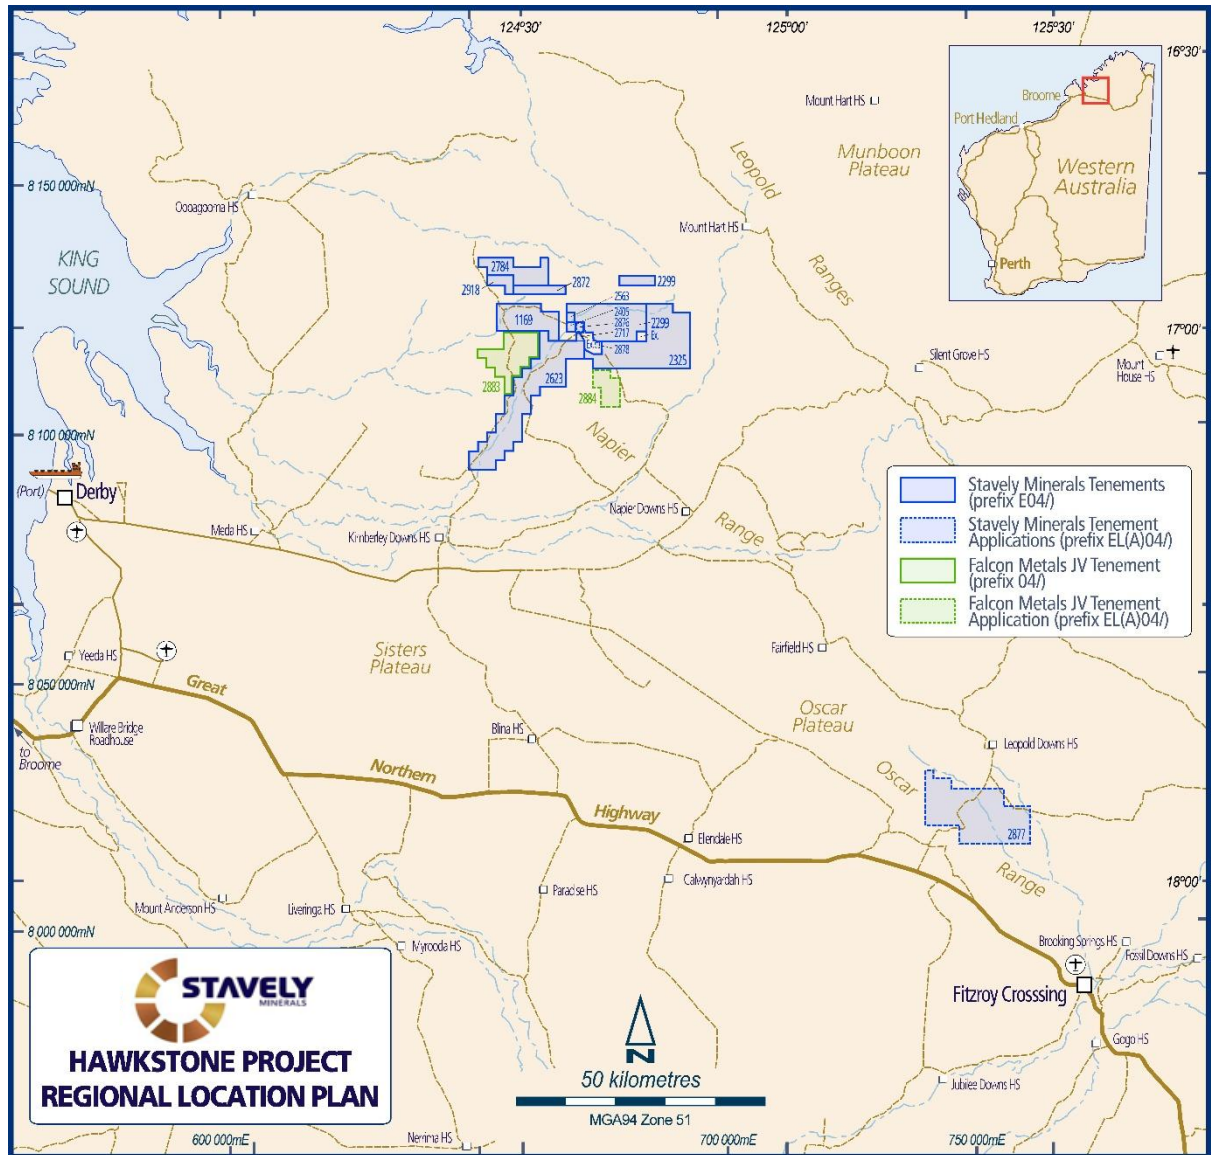 124°30'
125°00'
125°30'
16°30'
Mount Hart HS
Broome
Port Hedland
Western
Australia
Perth
Munboon
Plateau
Leopold
Ranges
8 150 000mN
Oobagooma HS
Mount Hart HS
KING
SOUND
2784
2918
2872
2299
2563
2405
2876
2717
2299
Ex.
1169
2878
2325
2623
2883
2884
17°00'
Silent Grove HS
Mount
House HS
8 100 000mN
Napier
(Port)
Derby
Napier Downs HS
Range
Meda HS
Kimberley Downs HS
Stavely Minerals Tenements
(prefix E04/)
Stavely Minerals Tenement
Applications (prefix EL(A)04/)
Falcon Metals JV Tenement
(prefix 04/)
Falcon Metals JV Tenement
Application (prefix EL(A)04/)
Sisters
Plateau
Fairfield HS
Yeeda HS
8 050 000mN
Great
Oscar
Plateau
Willare Bridge
Roadhouse
to
Broome
Blina HS
Leopold Downs HS
Northern
Oscar
Highway
Ellendale HS
2877
Calwynyardah HS
Range
18°00'
Paradise HS
Mount Anderson HS
Liveringa HS
8 000 000mN
Myrooda HS
Brooking Springs HS
Fossil Downs HS
Fitzroy Crosssing
STAVELY
MINERALS
HAWKSTONE PROJECT
REGIONAL LOCATION PLAN
N
50 kilometres
MGA94 Zone 51
Gogo HS
Jubilee Downs HS
Nerrima HS
600 000mE
700 000mE
750 000mE